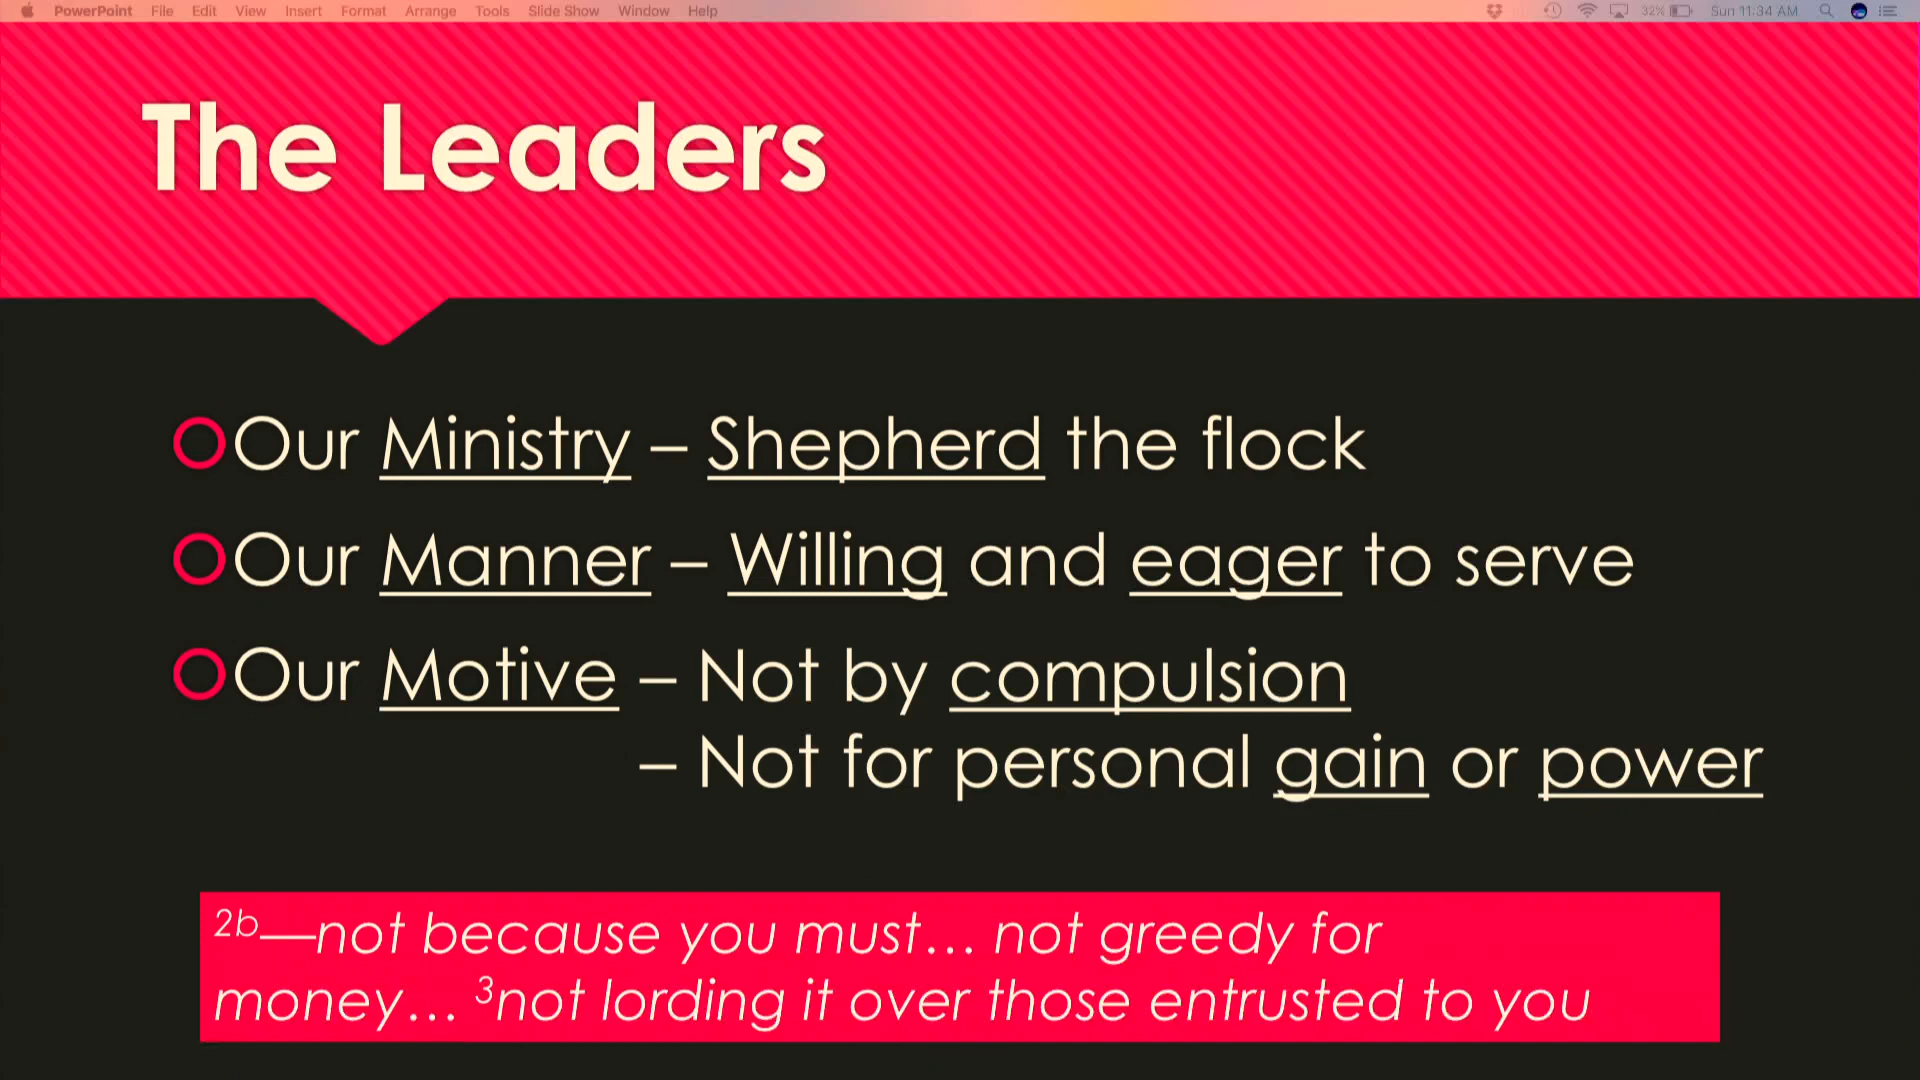 PowerPoint File Edit View Insert Format Arrange Tools Slide Show Window Help 32% Sun 11:34 AM
The Leaders
Our Ministry – Shepherd the flock
Our Manner – Willing and eager to serve
Our Motive – Not by compulsion
– Not for personal gain or power
2b—not because you must… not greedy for
money… 3not lording it over those entrusted to you